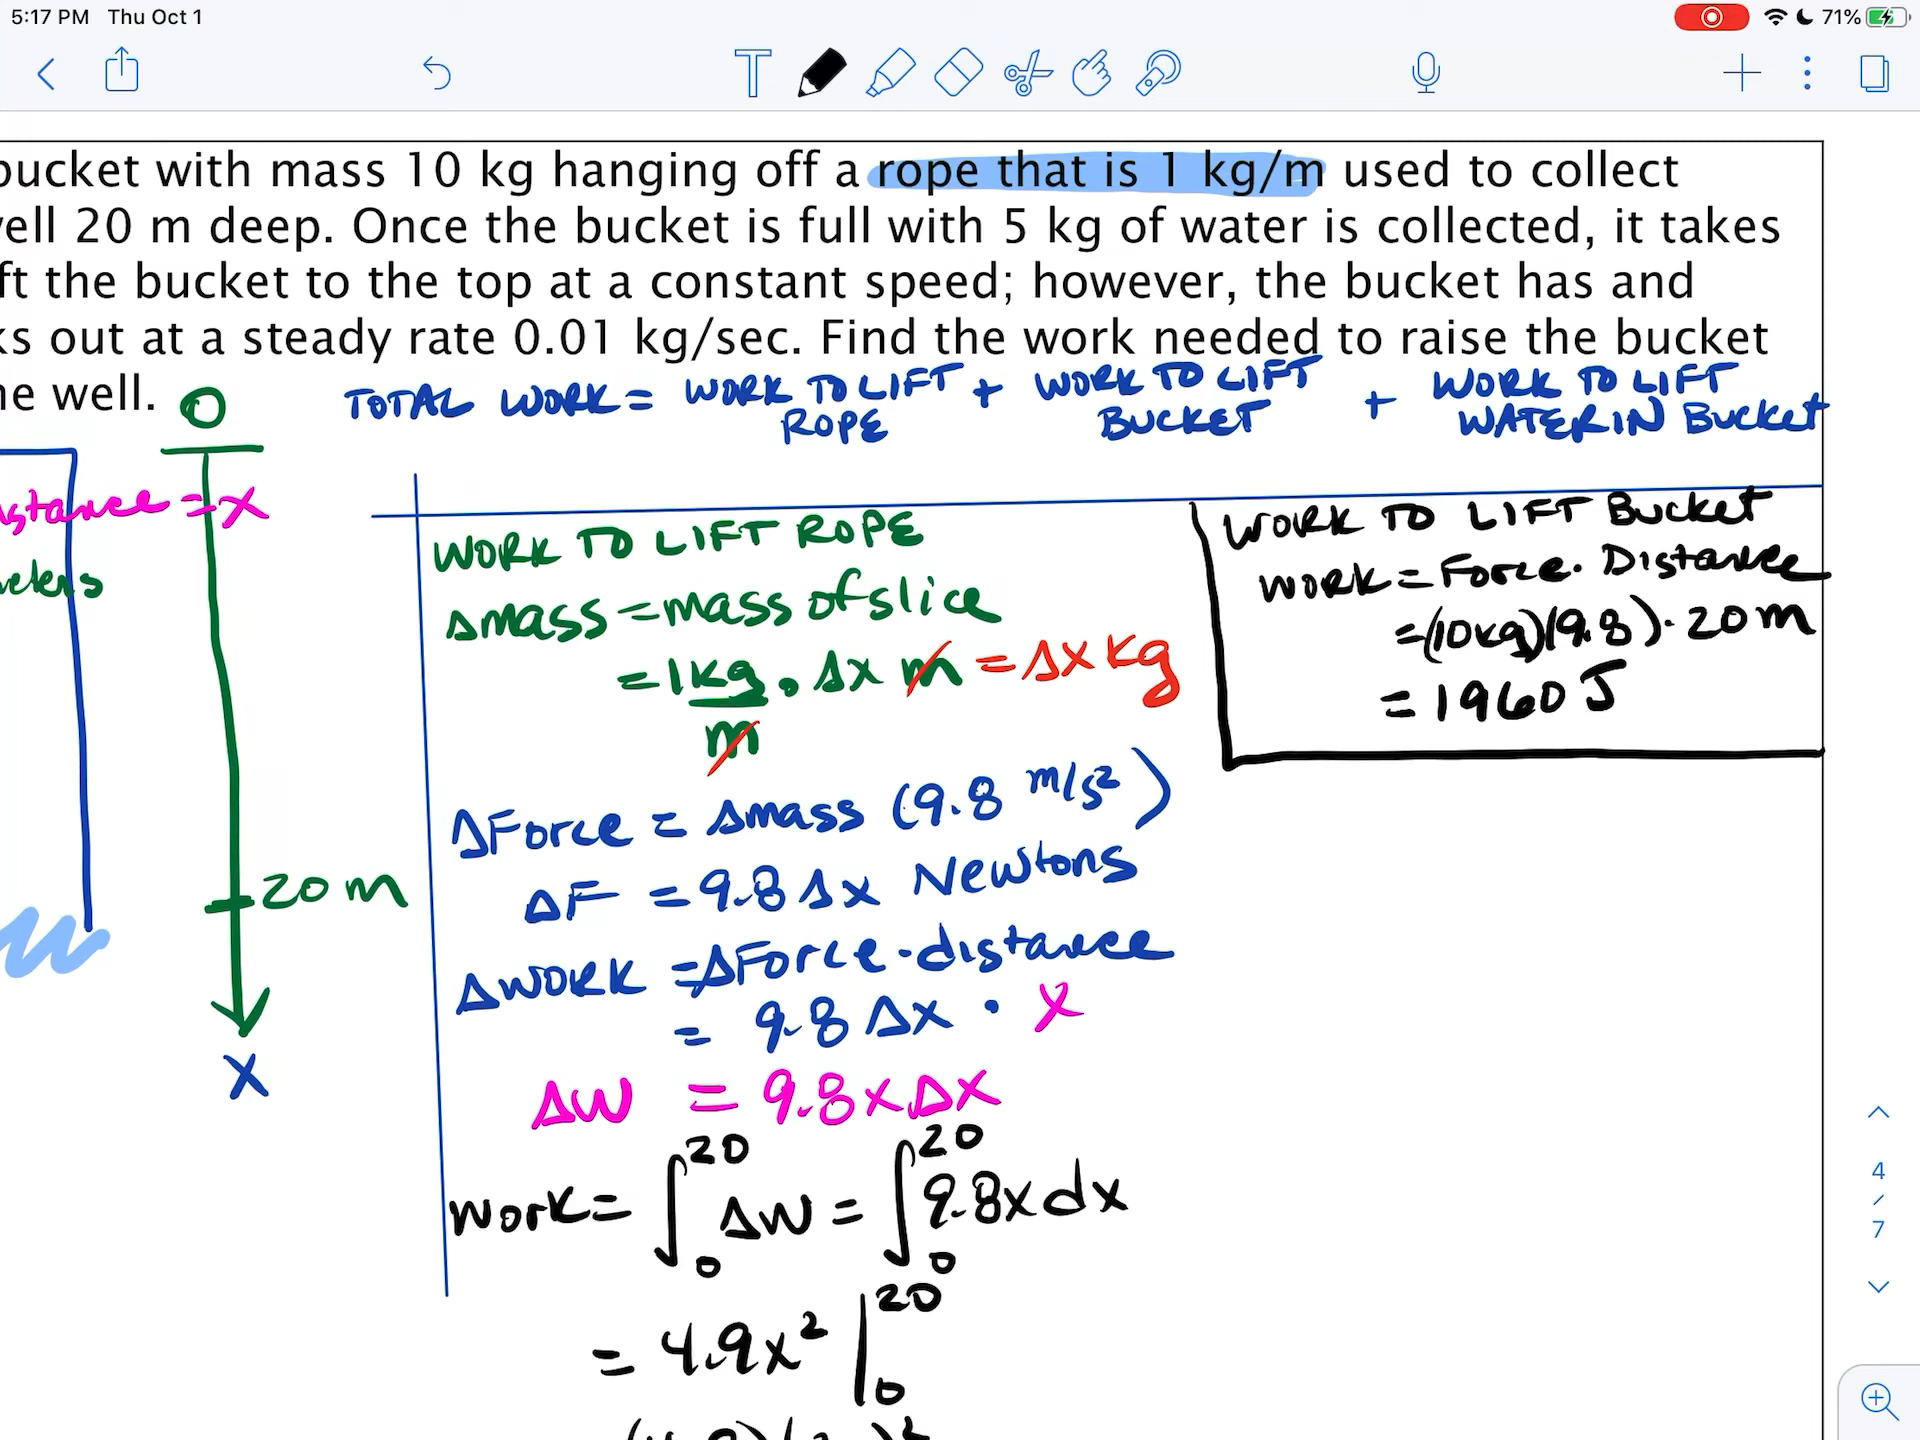 5:17 PM Thu Oct 1
71%
bucket with mass 10 kg hanging off a rope that is 1 kg/m used to collect
ell 20 m deep. Once the bucket is full with 5 kg of water is collected, it takes
ft the bucket to the top at a constant speed; however, the bucket has and
ks out at a steady rate 0.01 kg/sec. Find the work needed to raise the bucket
he well.
0
TOTAL WORK = WORK TO LIFT ROPE + WORK TO LIFT BUCKET + WORK TO LIFT WATER IN Bucket
istance = x
meters
20 m
x
WORK TO LIFT ROPE
Δmass = mass of slice
= 1 kg/m · Δx m = Δx kg
ΔForce = Δmass (9.8 m/s²)
ΔF = 9.8 Δx Newtons
ΔWORK = ΔForce · distance
= 9.8 Δx · x
ΔW = 9.8x Δx
Work = ∫₀²⁰ ΔW = ∫₀²⁰ 9.8x dx
= 4.9x² |₀²⁰
WORK TO LIFT Bucket
WORK = Force · Distance
= (10kg)(9.8) · 20 m
= 1960 J
4
/
7